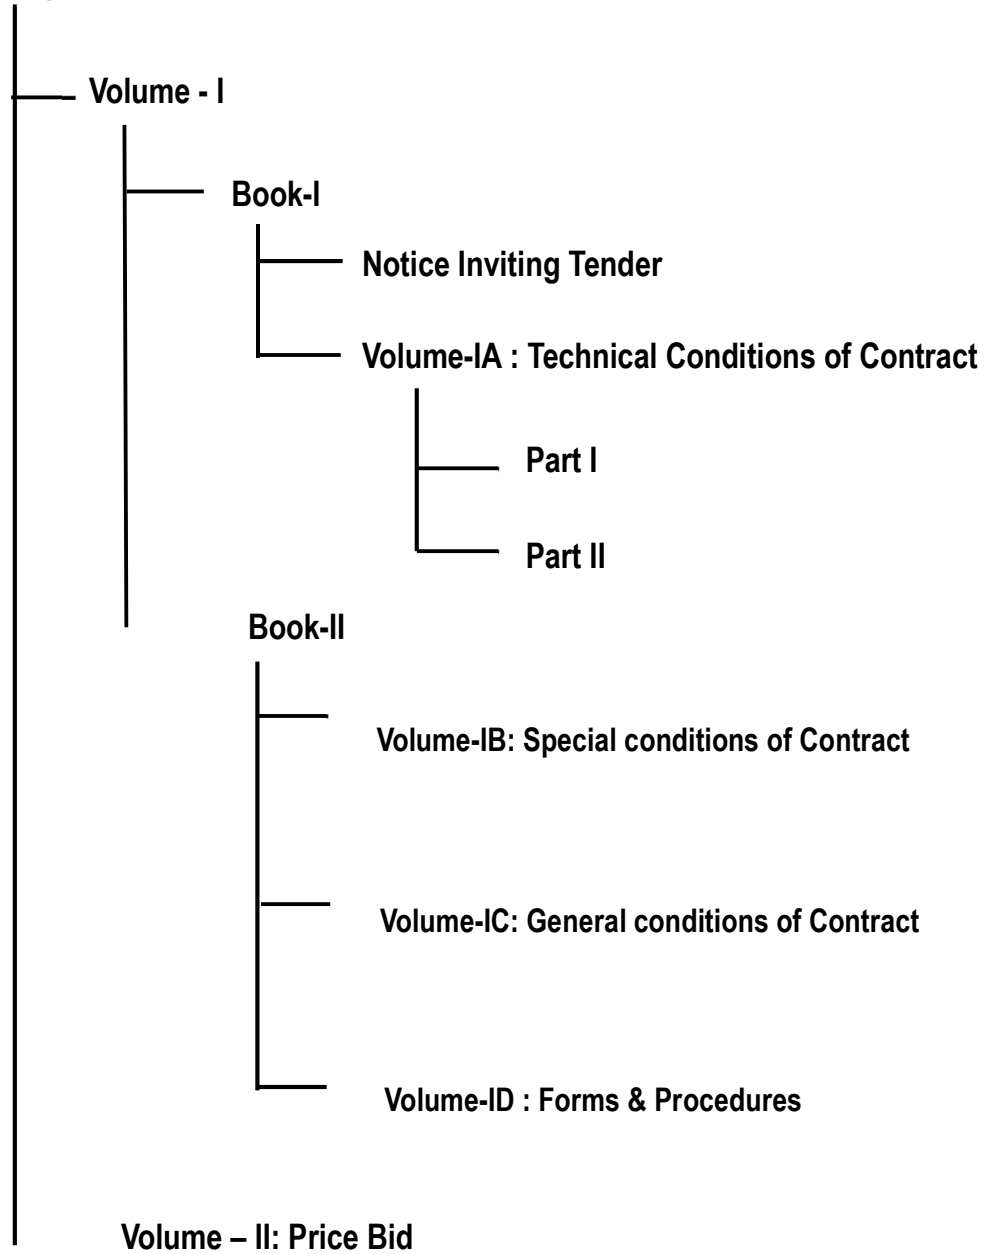 Volume - I
Book-I
Notice Inviting Tender
Volume-IA : Technical Conditions of Contract
Part I
Part II
Book-II
Volume-IB: Special conditions of Contract
Volume-IC: General conditions of Contract
Volume-ID : Forms & Procedures
Volume – II: Price Bid